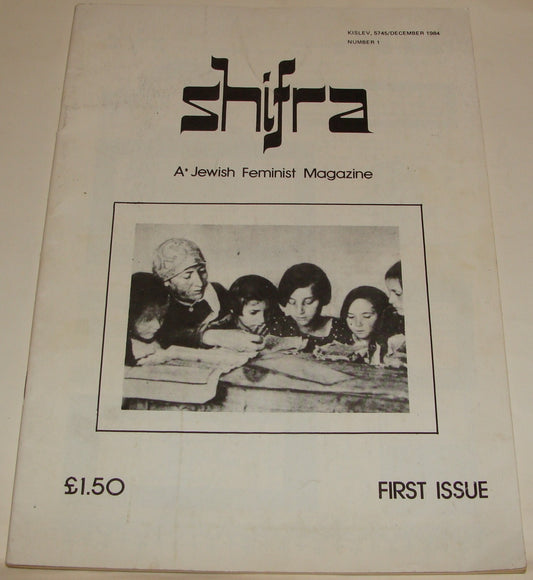 KISLEV, 5745/DECEMBER 1984
NUMBER 1
shifra
A* Jewish Feminist Magazine
£1.50
FIRST ISSUE